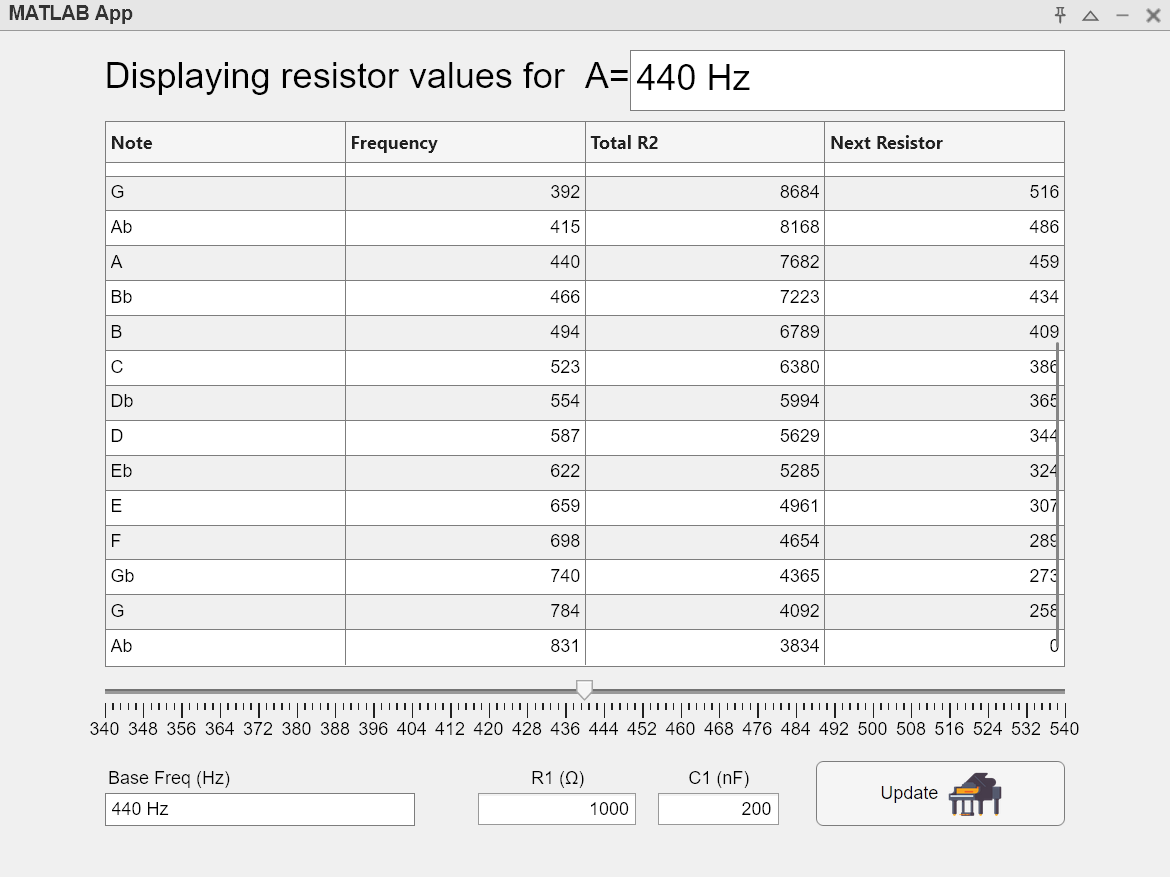 MATLAB App
Displaying resistor values for A= 440 Hz
Note Frequency Total R2 Next Resistor
G 392 8684 516
Ab 415 8168 486
A 440 7682 459
Bb 466 7223 434
B 494 6789 409
C 523 6380 386
Db 554 5994 365
D 587 5629 344
Eb 622 5285 324
E 659 4961 307
F 698 4654 289
Gb 740 4365 273
G 784 4092 258
Ab 831 3834 0
340 348 356 364 372 380 388 396 404 412 420 428 436 444 452 460 468 476 484 492 500 508 516 524 532 540
Base Freq (Hz) R1 (Ω) C1 (nF)
440 Hz 1000 200 Update